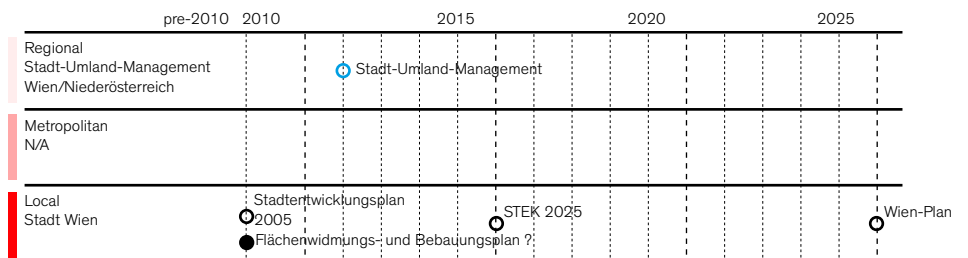 pre-2010 2010 2015 2020 2025
Regional
Stadt-Umland-Management
Wien/Niederösterreich
Stadt-Umland-Management
Metropolitan
N/A
Local
Stadt Wien
Stadtentwicklungsplan
2005
Flächenwidmungs- und Bebauungsplan ?
STEK 2025
Wien-Plan